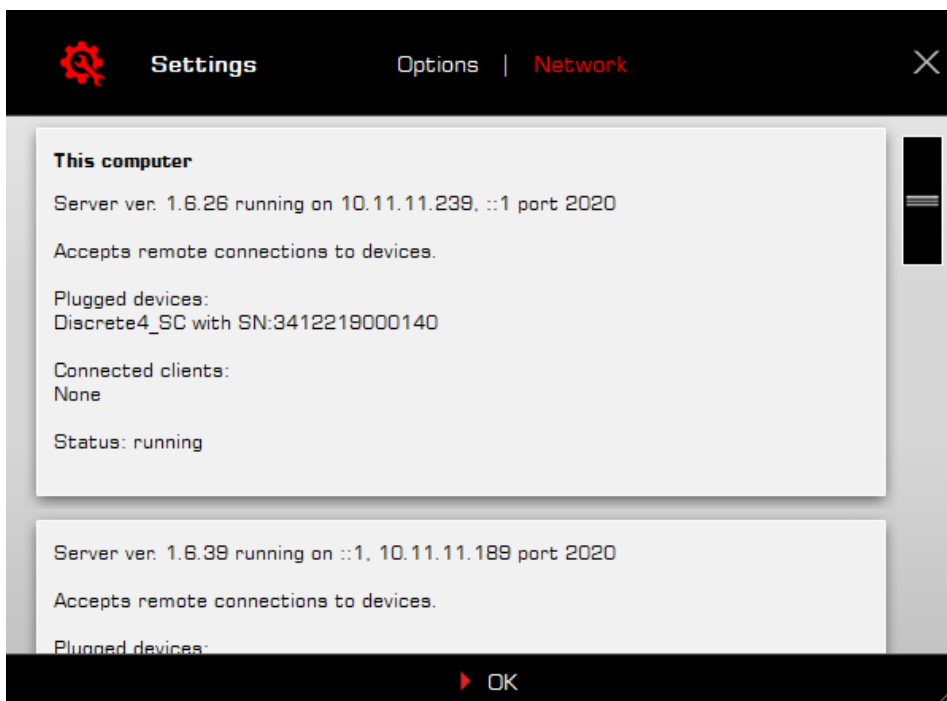 Settings
Options | Network
This computer
Server ver. 1.6.26 running on 10.11.11.239, ::1 port 2020
Accepts remote connections to devices.
Plugged devices:
Discrete4_SC with SN:3412219000140
Connected clients:
None
Status: running
Server ver. 1.6.39 running on ::1, 10.11.11.189 port 2020
Accepts remote connections to devices.
Plugged devices:
OK